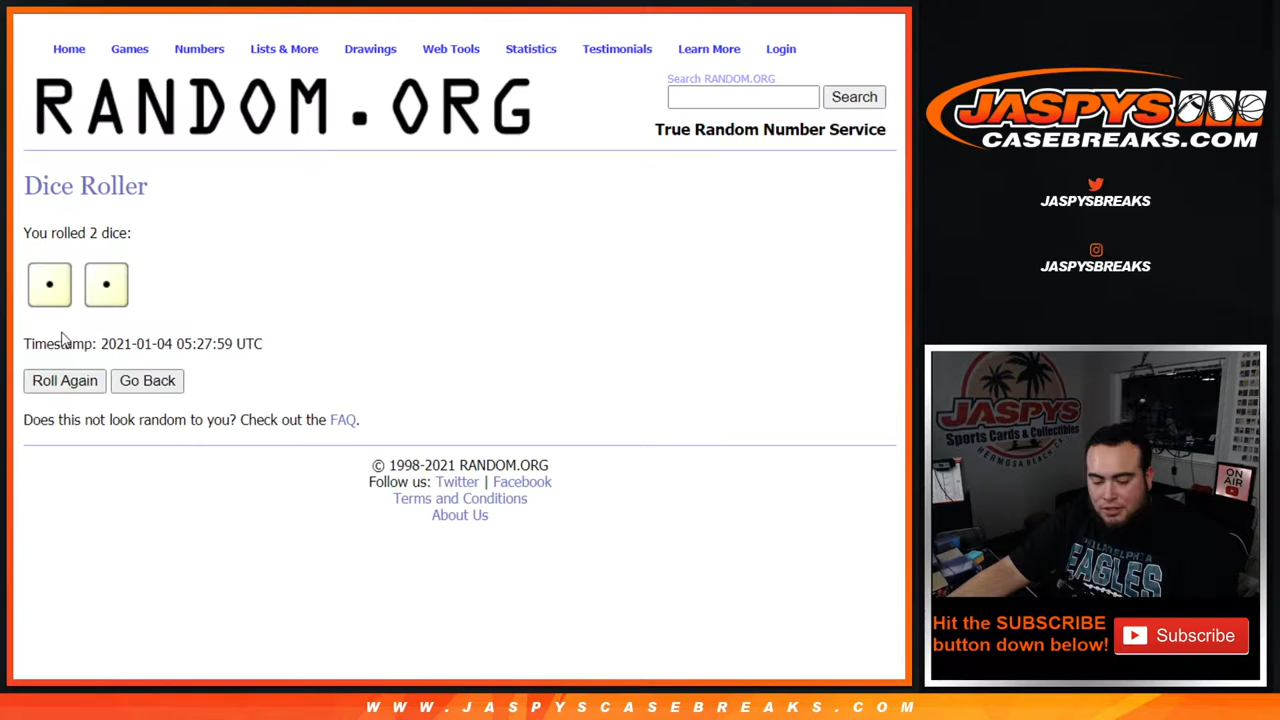 Home Games Numbers Lists & More Drawings Web Tools Statistics Testimonials Learn More Login
RANDOM.ORG
Search RANDOM.ORG
Search
True Random Number Service
Dice Roller
You rolled 2 dice:
Timestamp: 2021-01-04 05:27:59 UTC
Roll Again Go Back
Does this not look random to you? Check out the FAQ.
© 1998-2021 RANDOM.ORG
Follow us: Twitter | Facebook
Terms and Conditions
About Us
JASPYS
CASEBREAKS.COM
JASPYSBREAKS
JASPYSBREAKS
JASPYS
Sports Cards & Collectibles
HERMOSA BEACH, CA
ON
AIR
PHILADELPHIA
EAGLES
Hit the SUBSCRIBE
button down below!
Subscribe
WWW.JASPYSCASEBREAKS.COM